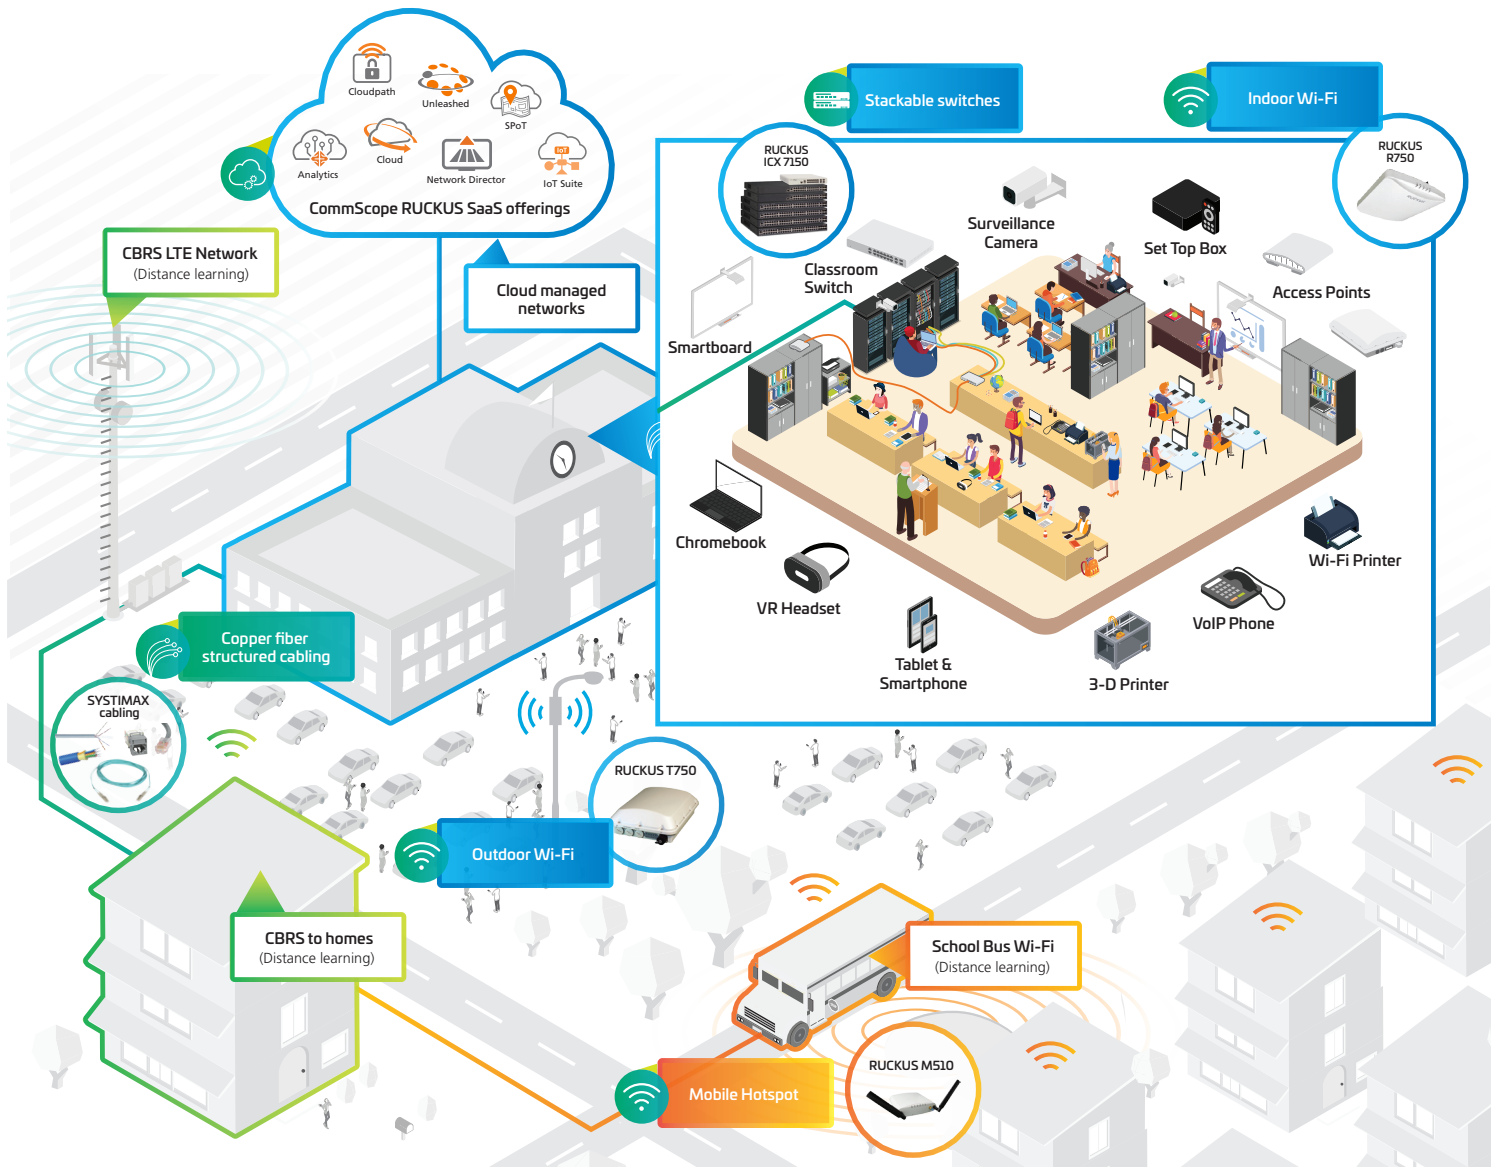 Cloudpath
Unleashed
SPoT
Analytics
Cloud
Network Director
IoT
IoT Suite
CommScope RUCKUS SaaS offerings
Stackable switches
Indoor Wi-Fi
RUCKUS
ICX 7150
RUCKUS
R750
CBRS LTE Network
(Distance learning)
Cloud managed
networks
Surveillance
Camera
Set Top Box
Classroom
Switch
Access Points
Smartboard
Chromebook
VR Headset
Tablet &
Smartphone
3-D Printer
VoIP Phone
Wi-Fi Printer
Copper fiber
structured cabling
SYSTIMAX
cabling
RUCKUS T750
Outdoor Wi-Fi
CBRS to homes
(Distance learning)
School Bus Wi-Fi
(Distance learning)
RUCKUS M510
Mobile Hotspot